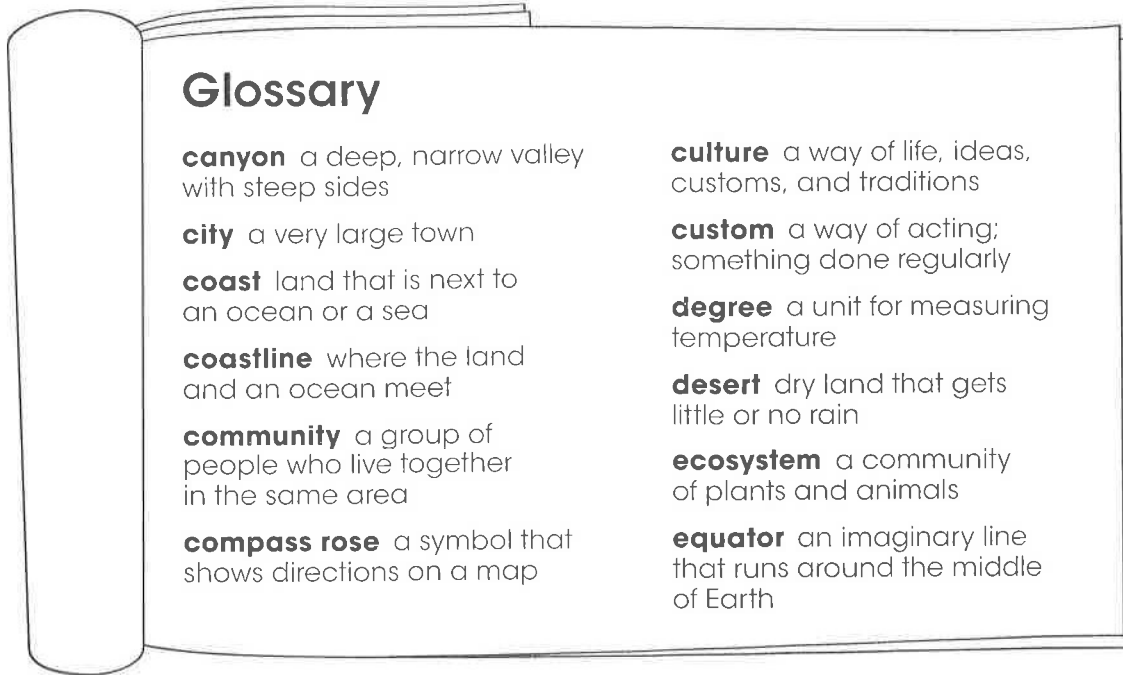 Glossary
canyon a deep, narrow valley
with steep sides
city a very large town
coast land that is next to
an ocean or a sea
coastline where the land
and an ocean meet
community a group of
people who live together
in the same area
compass rose a symbol that
shows directions on a map
culture a way of life, ideas,
customs, and traditions
custom a way of acting;
something done regularly
degree a unit for measuring
temperature
desert dry land that gets
little or no rain
ecosystem a community
of plants and animals
equator an imaginary line
that runs around the middle
of Earth